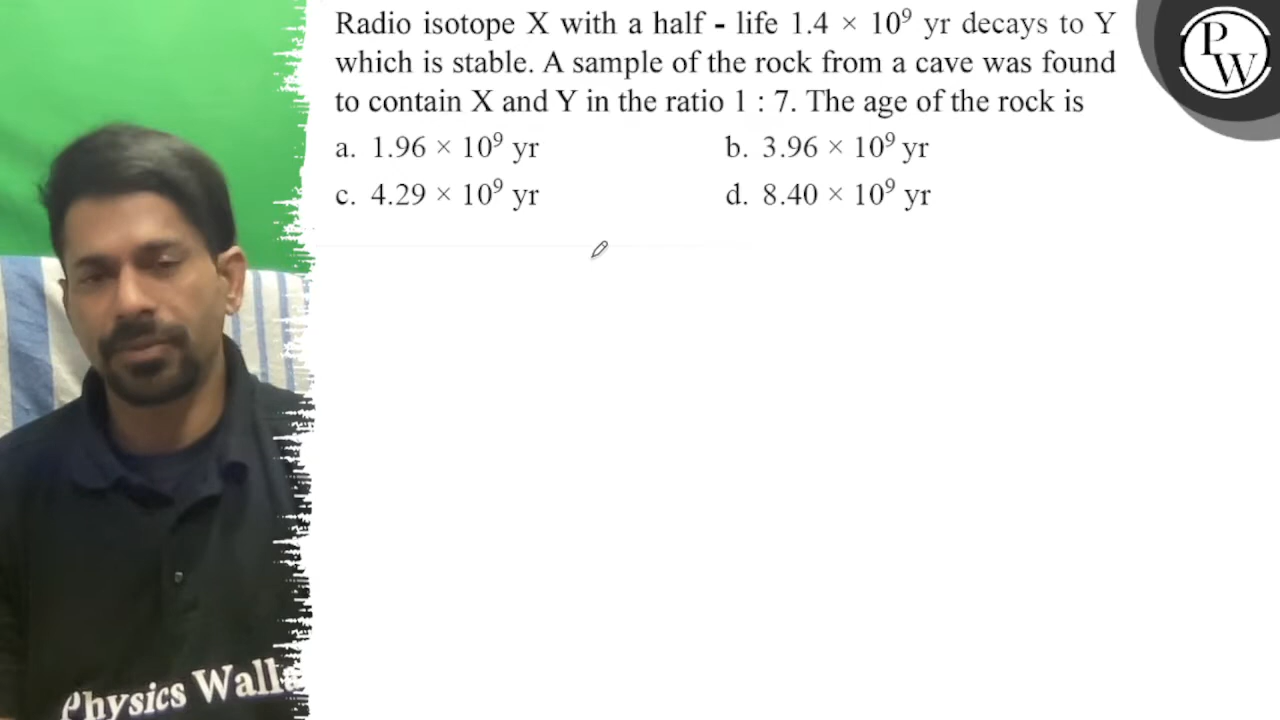 Radio isotope X with a half - life 1.4 × 10⁹ yr decays to Y
which is stable. A sample of the rock from a cave was found
to contain X and Y in the ratio 1 : 7. The age of the rock is
a. 1.96 × 10⁹ yr b. 3.96 × 10⁹ yr
c. 4.29 × 10⁹ yr d. 8.40 × 10⁹ yr
PW
Physics Walla